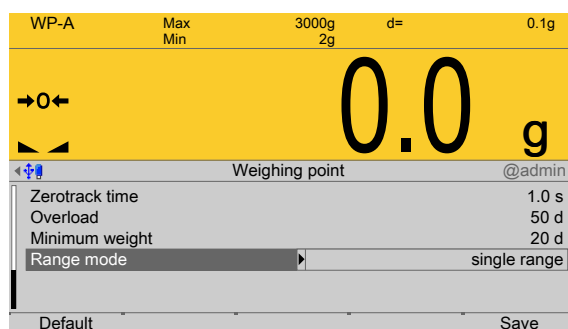 WP-A Max 3000g d= 0.1g
Min 2g
→0←
0.0 g
Weighing point @admin
Zerotrack time 1.0 s
Overload 50 d
Minimum weight 20 d
Range mode single range
Default Save